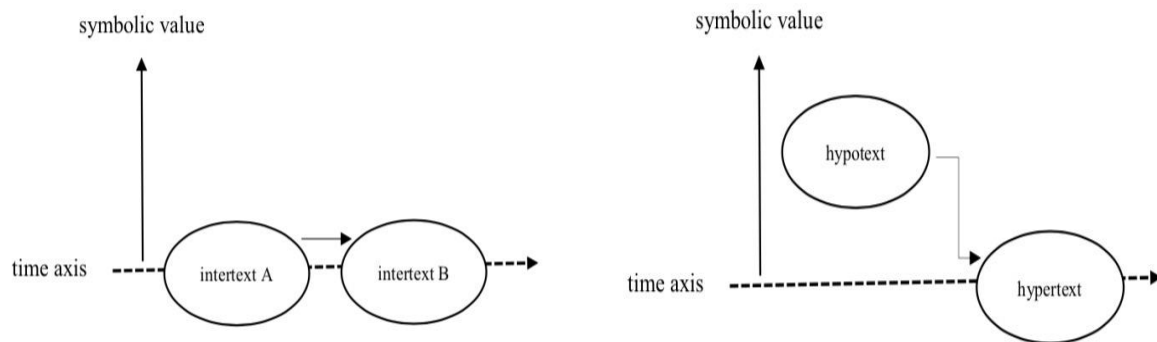 symbolic value
time axis
intertext A
intertext B
symbolic value
hypotext
time axis
hypertext